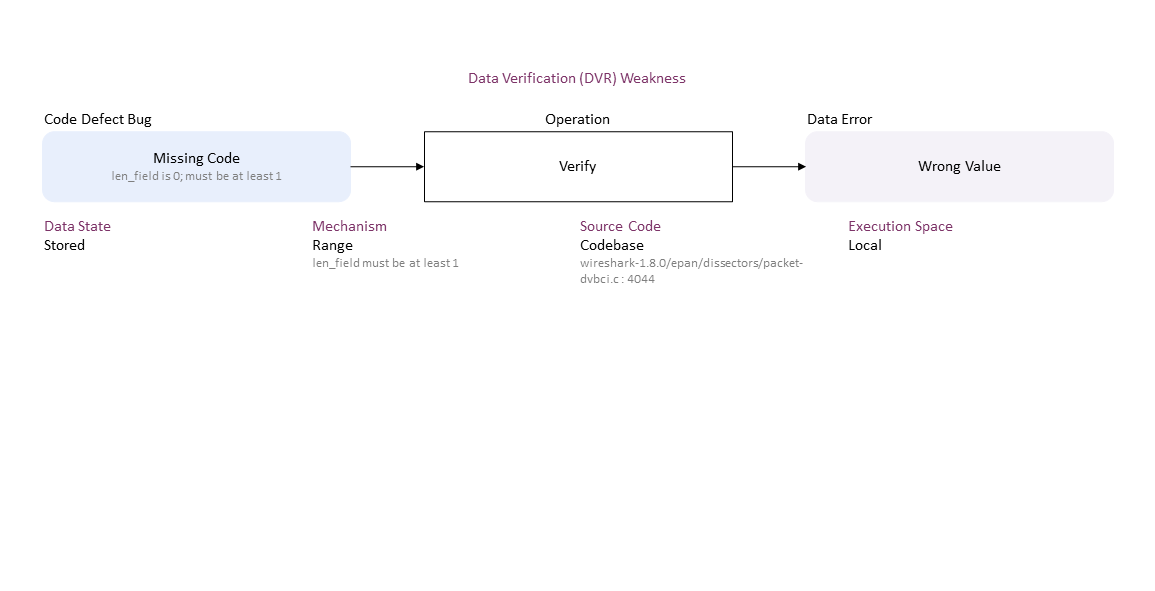 Data Verification (DVR) Weakness
Code Defect Bug
Operation
Data Error
Missing Code
len_field is 0; must be at least 1
Verify
Wrong Value
Data State
Stored
Mechanism
Range
len_field must be at least 1
Source Code
Codebase
wireshark-1.8.0/epan/dissectors/packet-
dvbci.c : 4044
Execution Space
Local